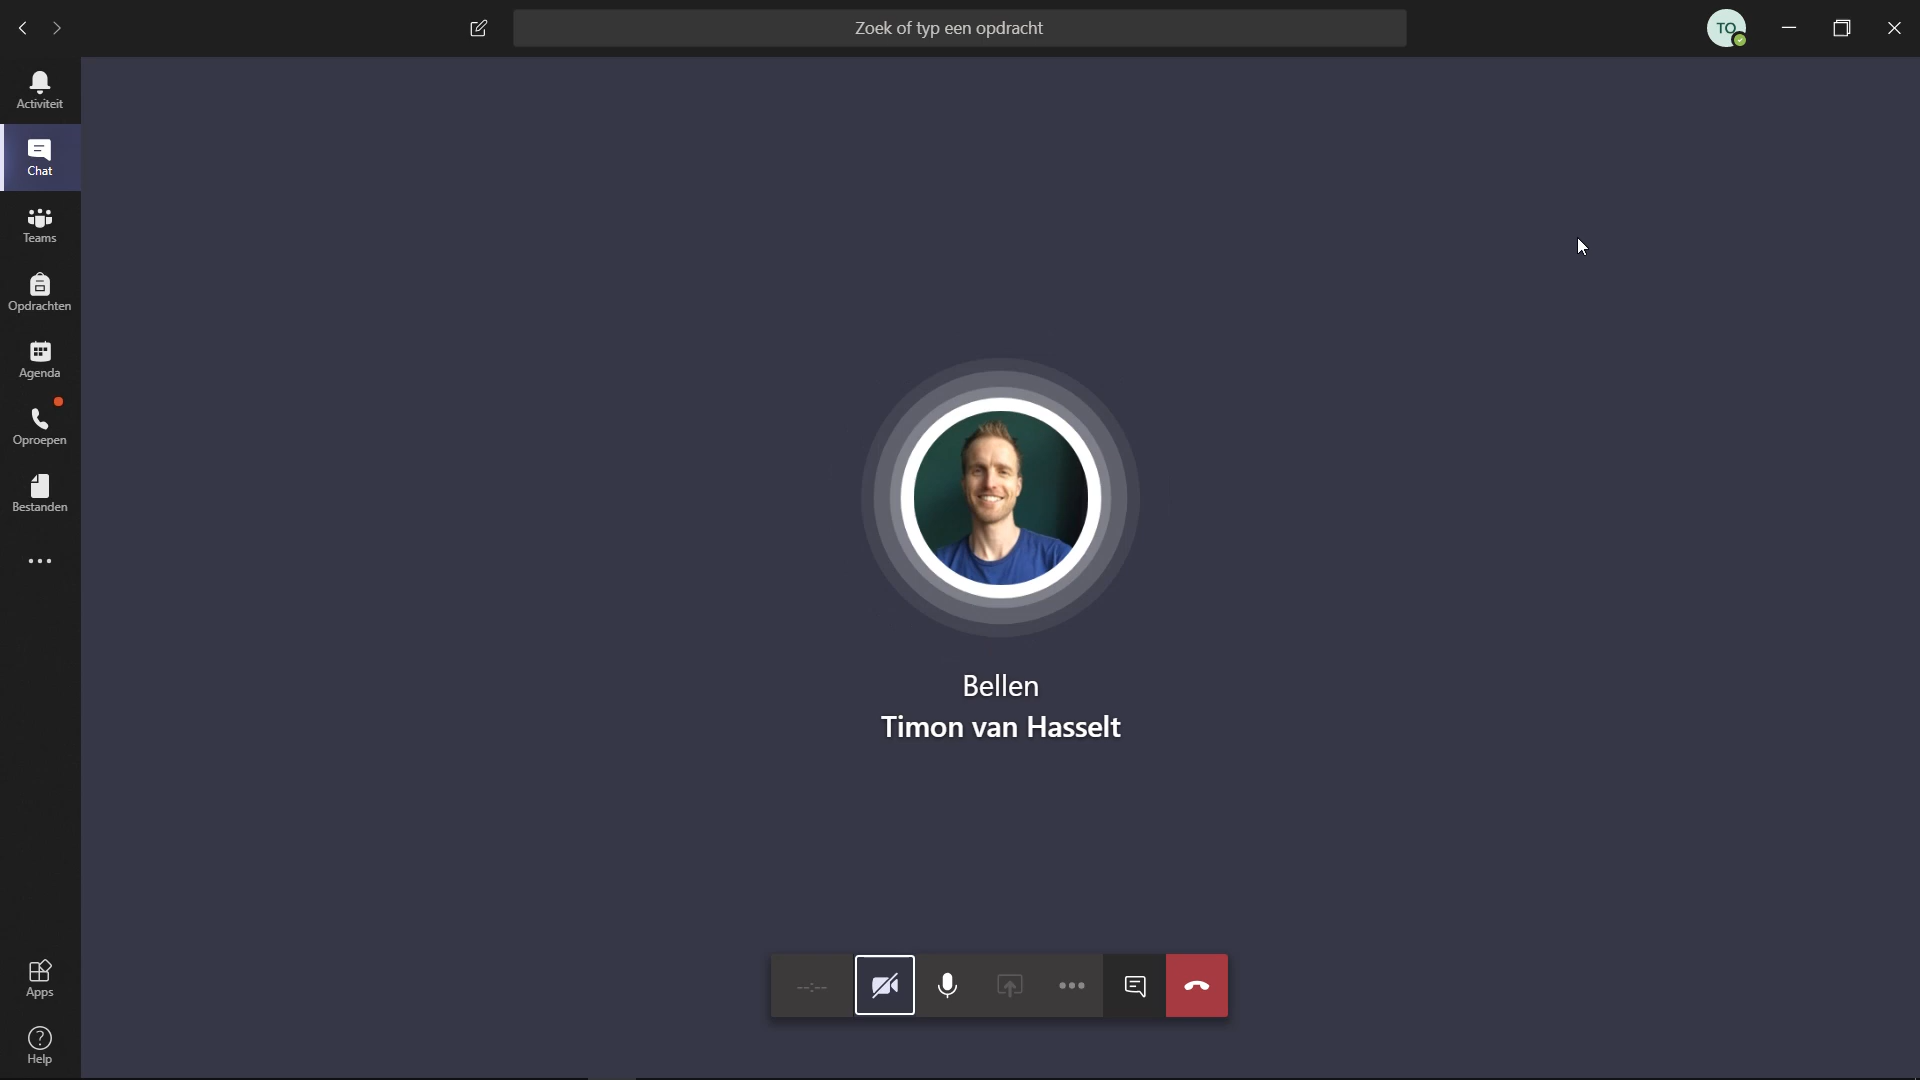 Zoek of typ een opdracht
TO
Activiteit
Chat
Teams
Opdrachten
Agenda
Oproepen
Bestanden
Bellen
Timon van Hasselt
--:--
Apps
Help